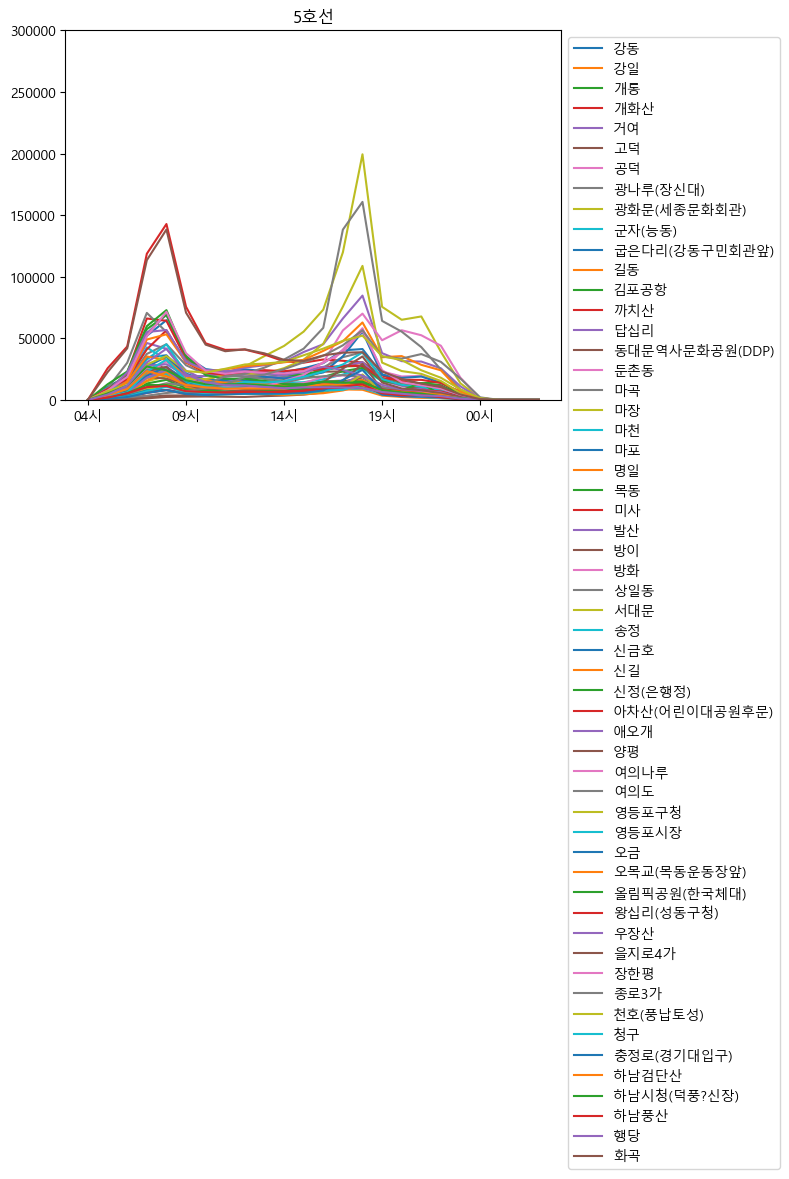 5호선
300000
250000
200000
150000
100000
50000
0
04시 09시 14시 19시 00시
강동
강일
개롱
개화산
거여
고덕
공덕
광나루(장신대)
광화문(세종문화회관)
군자(능동)
굽은다리(강동구민회관앞)
길동
김포공항
까치산
답십리
동대문역사문화공원(DDP)
둔촌동
마곡
마장
마천
마포
명일
목동
미사
발산
방이
방화
상일동
서대문
송정
신금호
신길
신정(은행정)
아차산(어린이대공원후문)
애오개
양평
여의나루
여의도
영등포구청
영등포시장
오금
오목교(목동운동장앞)
올림픽공원(한국체대)
왕십리(성동구청)
우장산
을지로4가
장한평
종로3가
천호(풍납토성)
청구
충정로(경기대입구)
하남검단산
하남시청(덕풍?신장)
하남풍산
행당
화곡